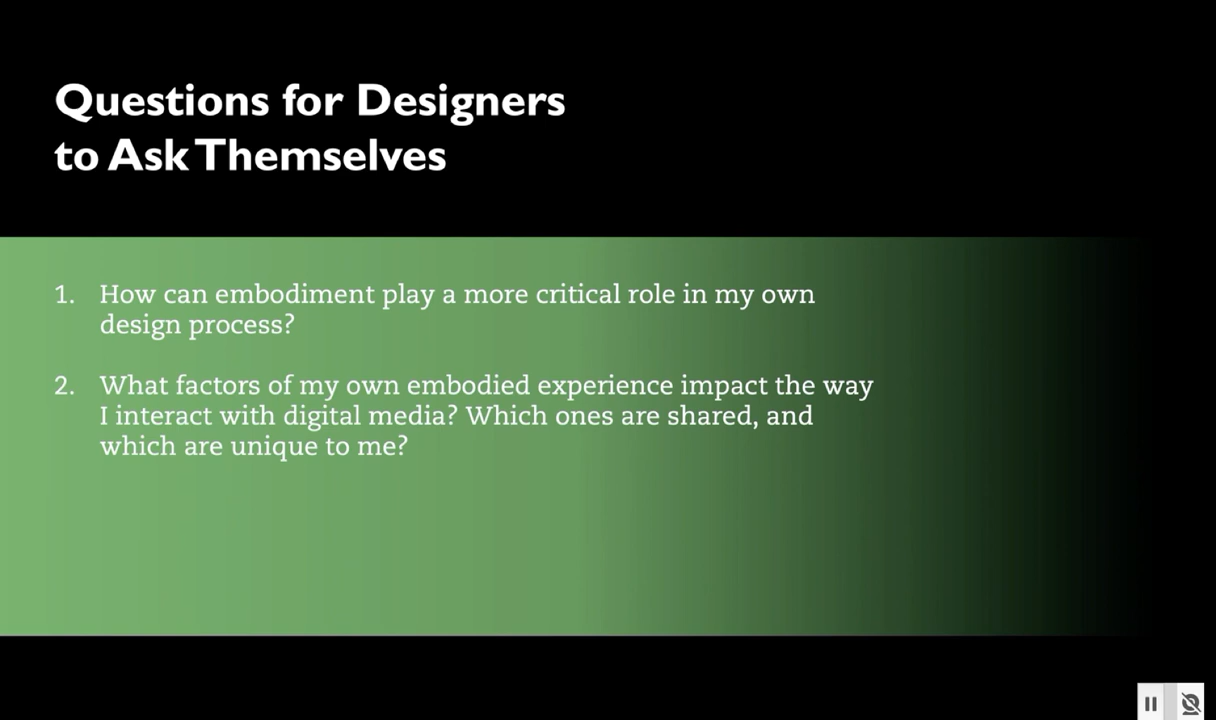 Questions for Designers
to Ask Themselves
1. How can embodiment play a more critical role in my own
design process?
2. What factors of my own embodied experience impact the way
I interact with digital media? Which ones are shared, and
which are unique to me?